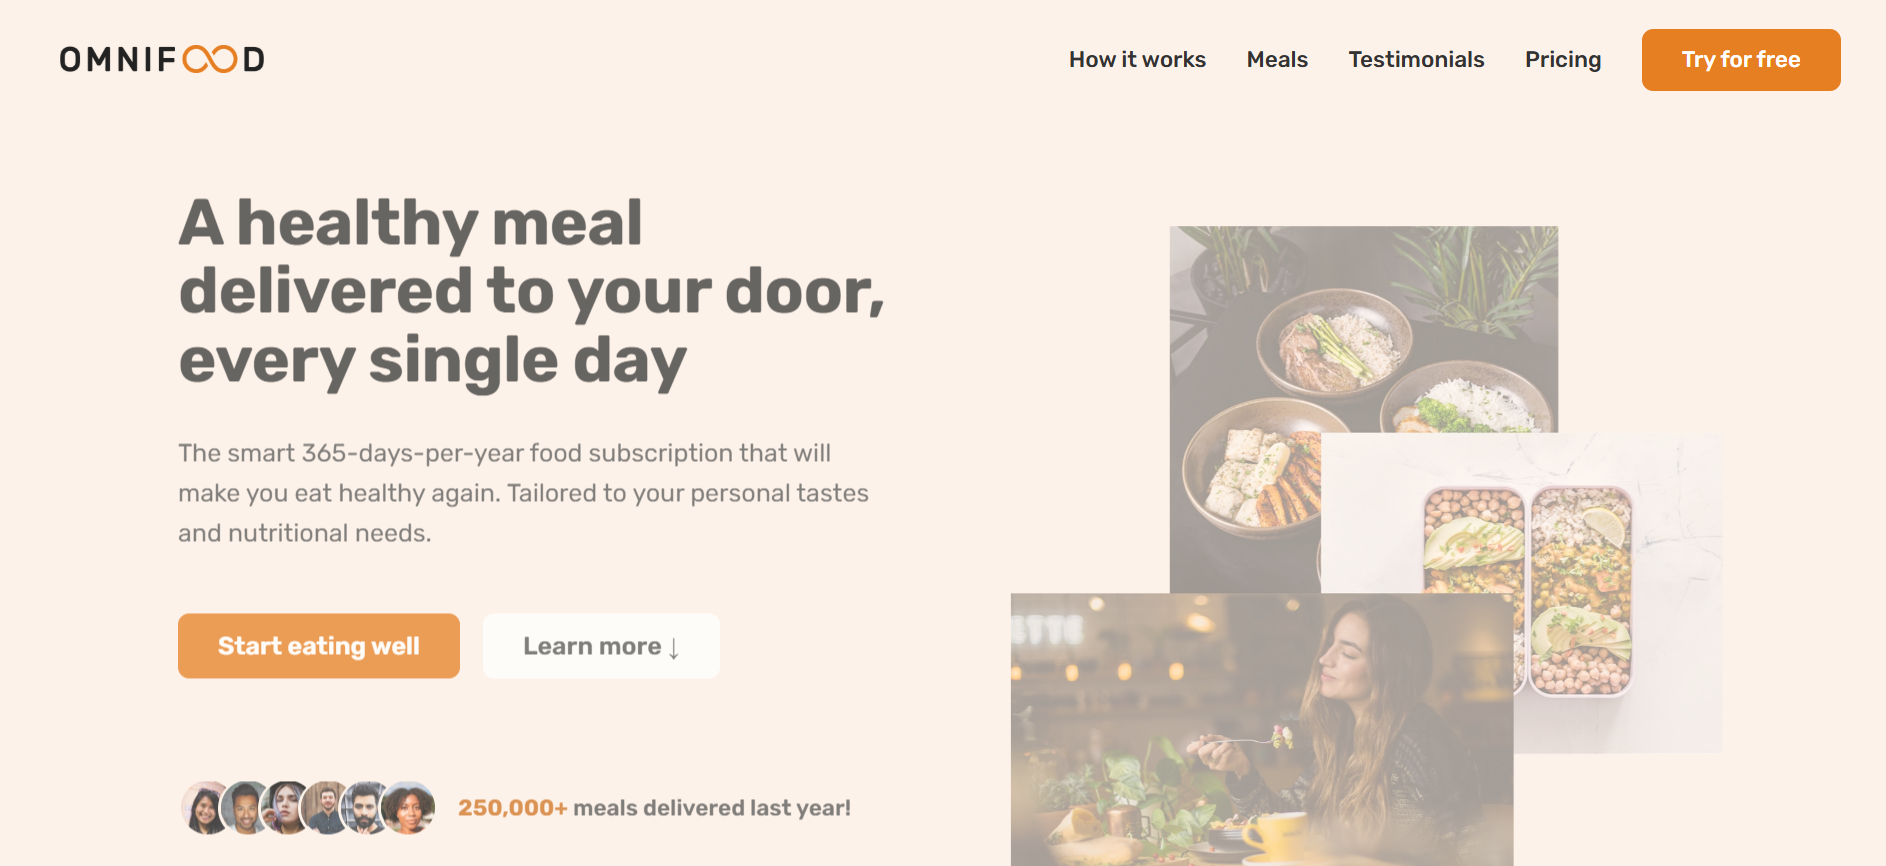 OMNIFOOD
How it works
Meals
Testimonials
Pricing
Try for free
A healthy meal
delivered to your door,
every single day
The smart 365-days-per-year food subscription that will
make you eat healthy again. Tailored to your personal tastes
and nutritional needs.
Start eating well
Learn more ↓
ETTE
250,000+ meals delivered last year!